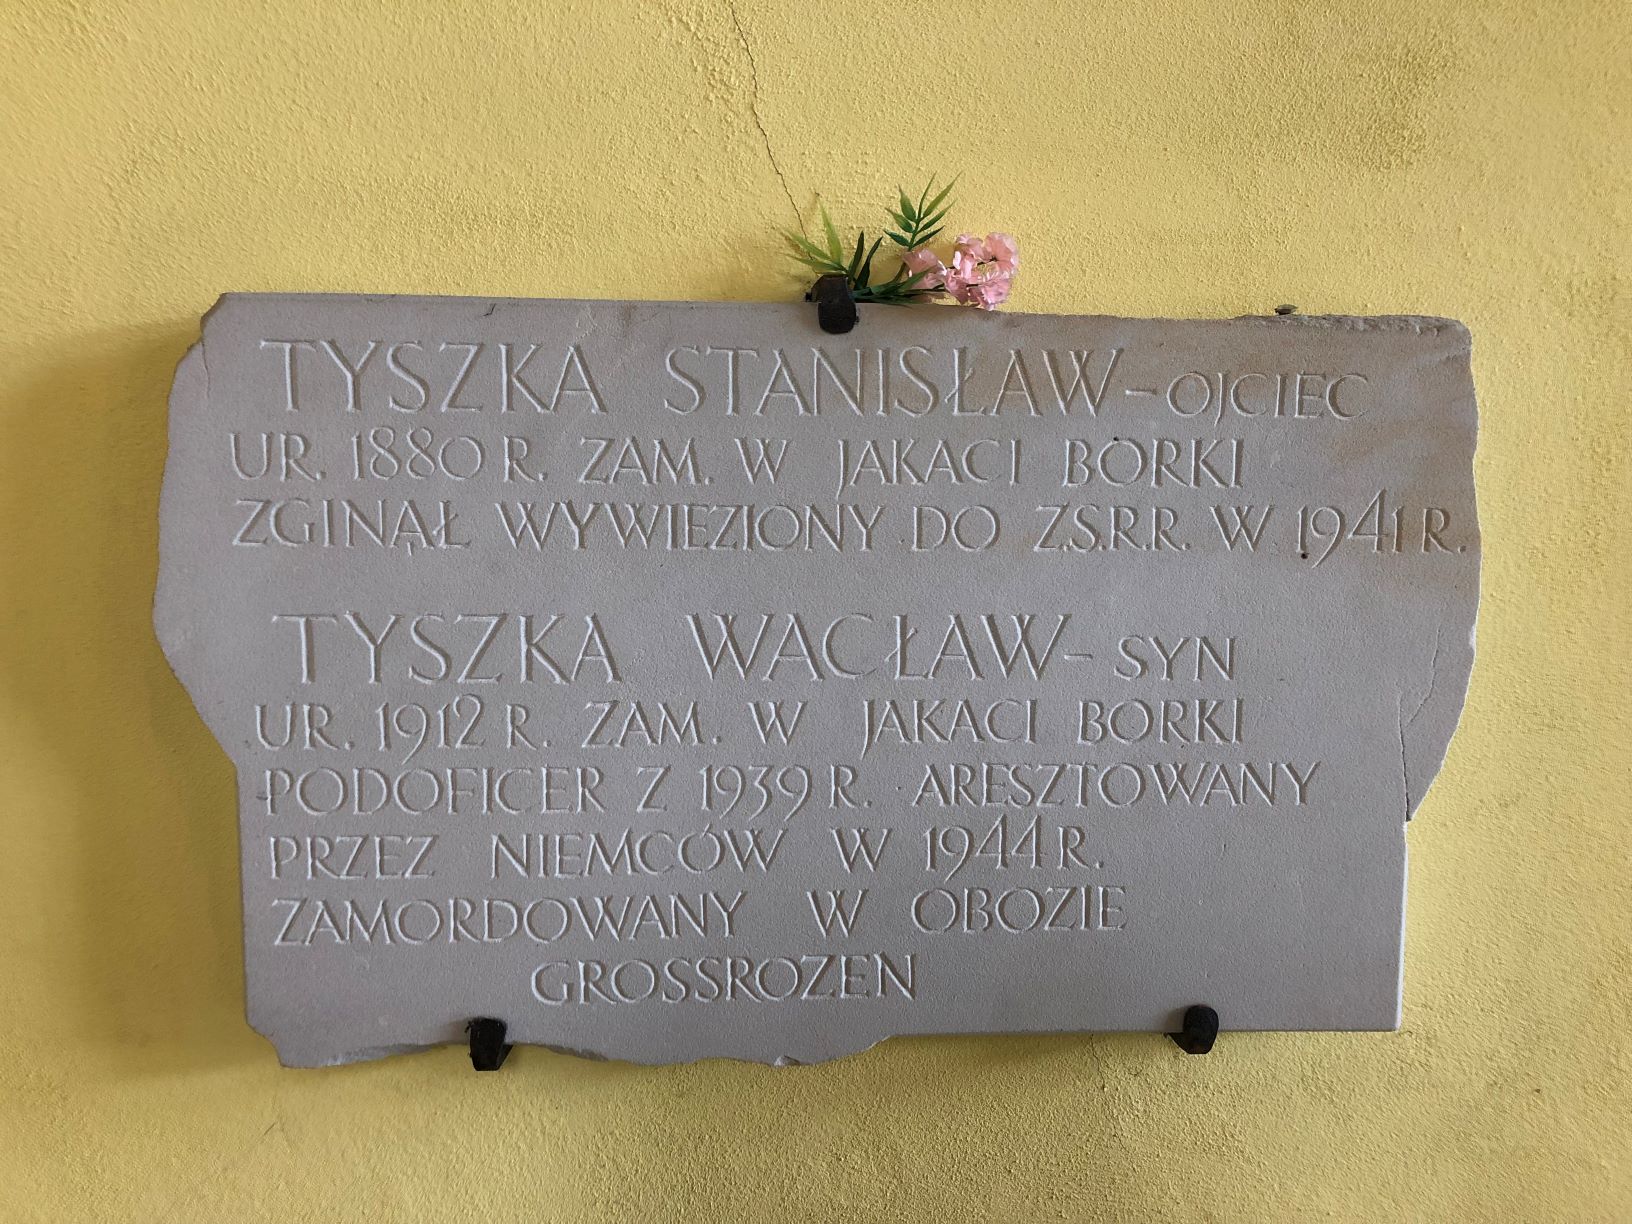 TYSZKA STANISŁAW – OJCIEC
UR. 1880 R. ZAM. W JAKACI BORKI
ZGINĄŁ WYWIEZIONY DO Z.S.R.R. W 1941 R.
TYSZKA WACŁAW – SYN
UR. 1912 R. ZAM. W JAKACI BORKI
PODOFICER Z 1939 R. ARESZTOWANY
PRZEZ NIEMCÓW W 1944 R.
ZAMORDOWANY W OBOZIE
GROSSROZEN